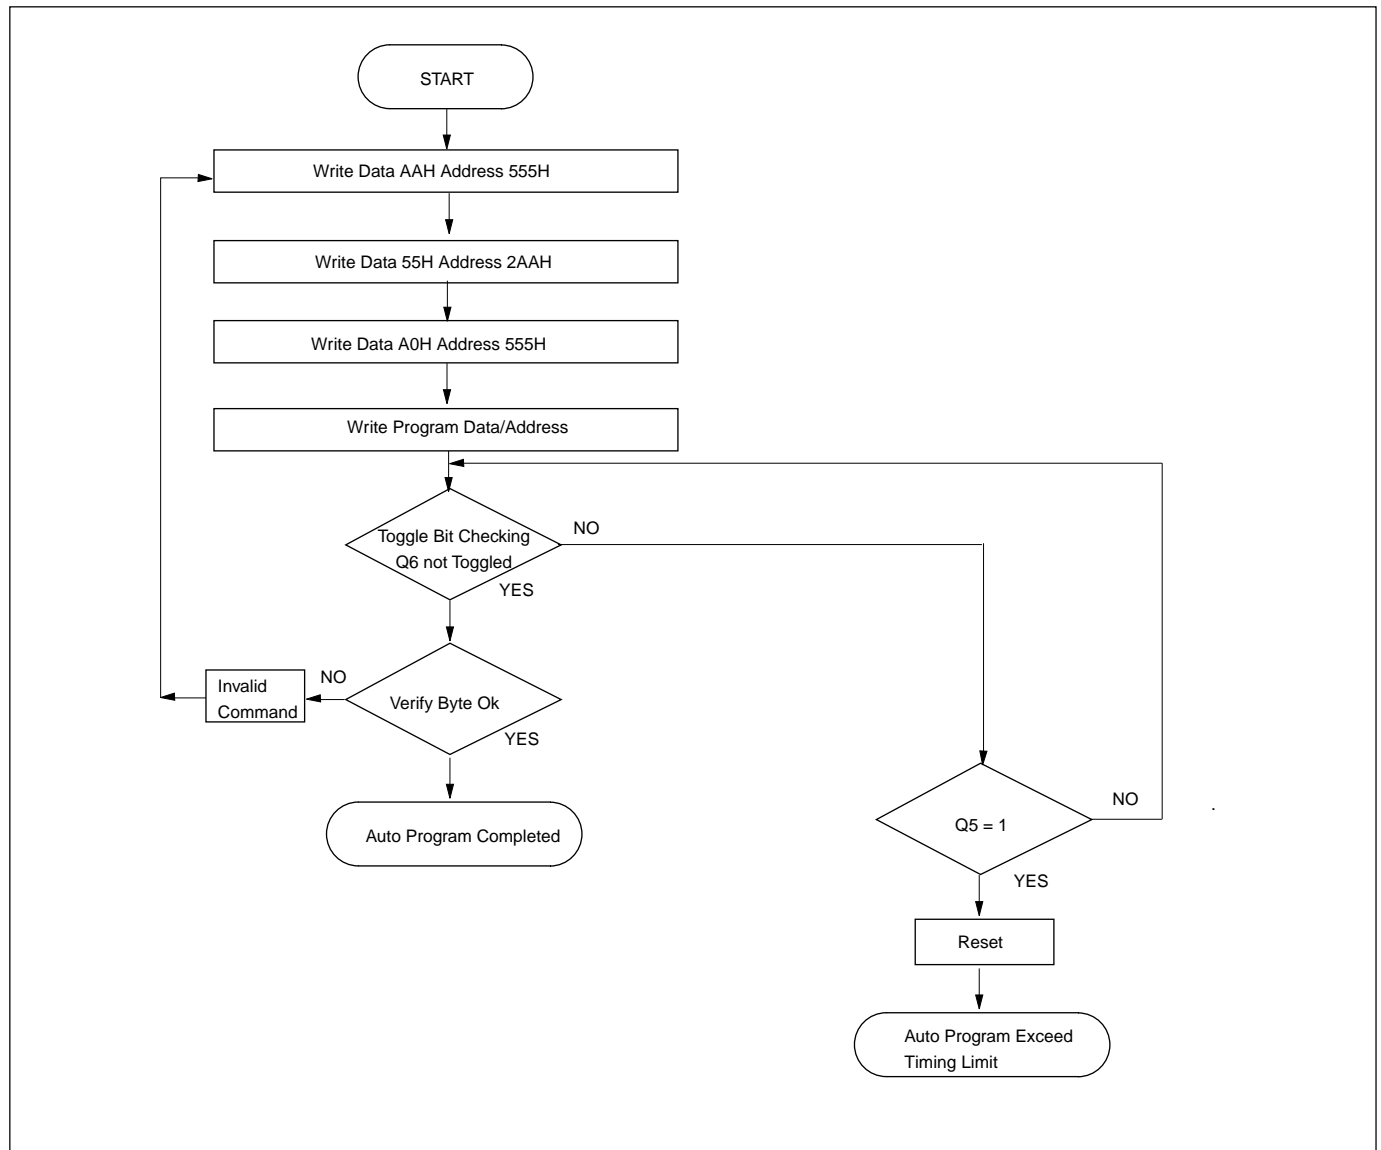 START
Write Data AAH Address 555H
Write Data 55H Address 2AAH
Write Data A0H Address 555H
Write Program Data/Address
Toggle Bit Checking
Q6 not Toggled
NO
YES
Invalid
Command
NO
Verify Byte Ok
YES
Auto Program Completed
Q5 = 1
NO
.
YES
Reset
Auto Program Exceed
Timing Limit